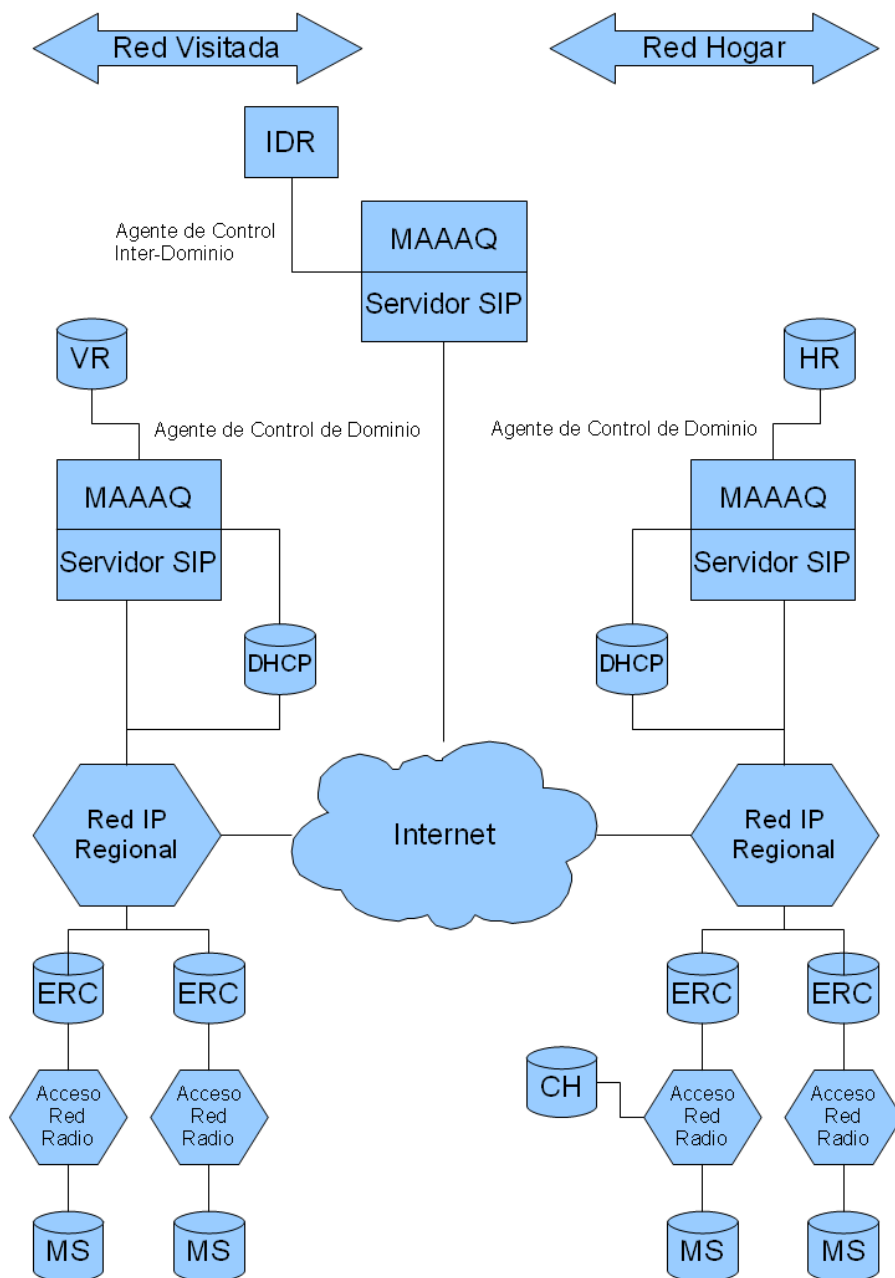 Red Visitada
Red Hogar
IDR
Agente de Control
Inter-Dominio
MAAAQ
Servidor SIP
VR
HR
Agente de Control de Dominio
Agente de Control de Dominio
MAAAQ
Servidor SIP
MAAAQ
Servidor SIP
DHCP
DHCP
Red IP
Regional
Internet
Red IP
Regional
ERC
ERC
ERC
ERC
CH
Acceso
Red
Radio
Acceso
Red
Radio
Acceso
Red
Radio
Acceso
Red
Radio
MS
MS
MS
MS